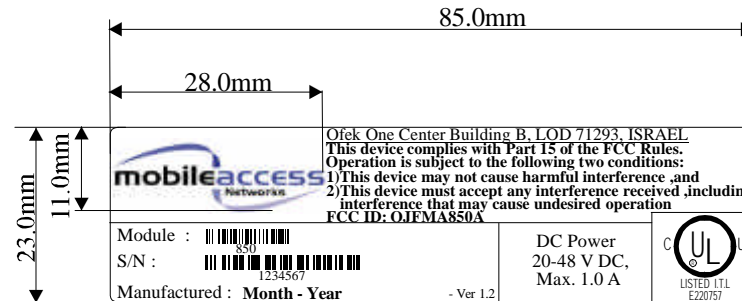 85.0mm
28.0mm
23.0mm
11.0mm
mobileaccess
Networks
Ofek One Center Building B, LOD 71293, ISRAEL
This device complies with Part 15 of the FCC Rules.
Operation is subject to the following two conditions:
1)This device may not cause harmful interference ,and
2)This device must accept any interference received ,includin
interference that may cause undesired operation
FCC ID: OJFMA850A
Module :
850
S/N :
1234567
Manufactured : Month - Year
- Ver 1.2
DC Power
20-48 V DC,
Max. 1.0 A
C UL U
LISTED I.T.I.
E220757